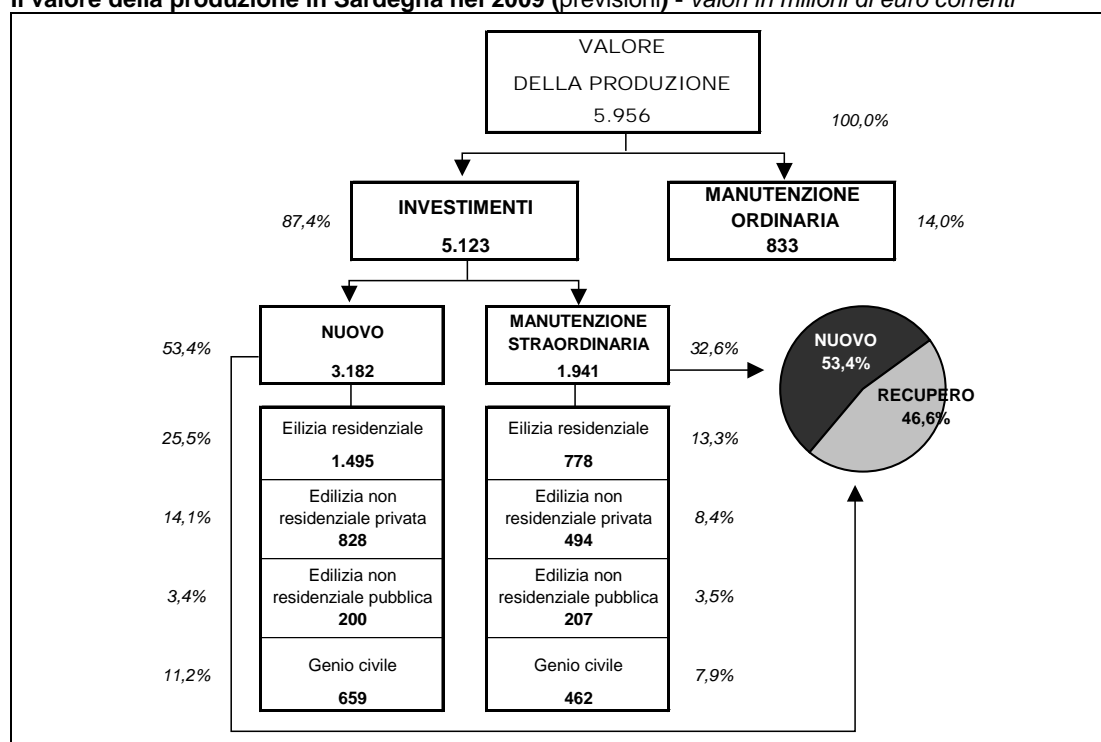 Il valore della produzione in Sardegna nel 2009 (previsioni) - valori in milioni di euro correnti
VALORE
DELLA PRODUZIONE
5.956
100,0%
87,4%
INVESTIMENTI
5.123
MANUTENZIONE
ORDINARIA
833
14,0%
53,4%
NUOVO
3.182
MANUTENZIONE
STRAORDINARIA
1.941
32,6%
NUOVO
53,4%
RECUPERO
46,6%
25,5%
Eilizia residenziale
1.495
Eilizia residenziale
778
13,3%
14,1%
Edilizia non
residenziale privata
828
Edilizia non
residenziale privata
494
8,4%
3,4%
Edilizia non
residenziale pubblica
200
Edilizia non
residenziale pubblica
207
3,5%
11,2%
Genio civile
659
Genio civile
462
7,9%